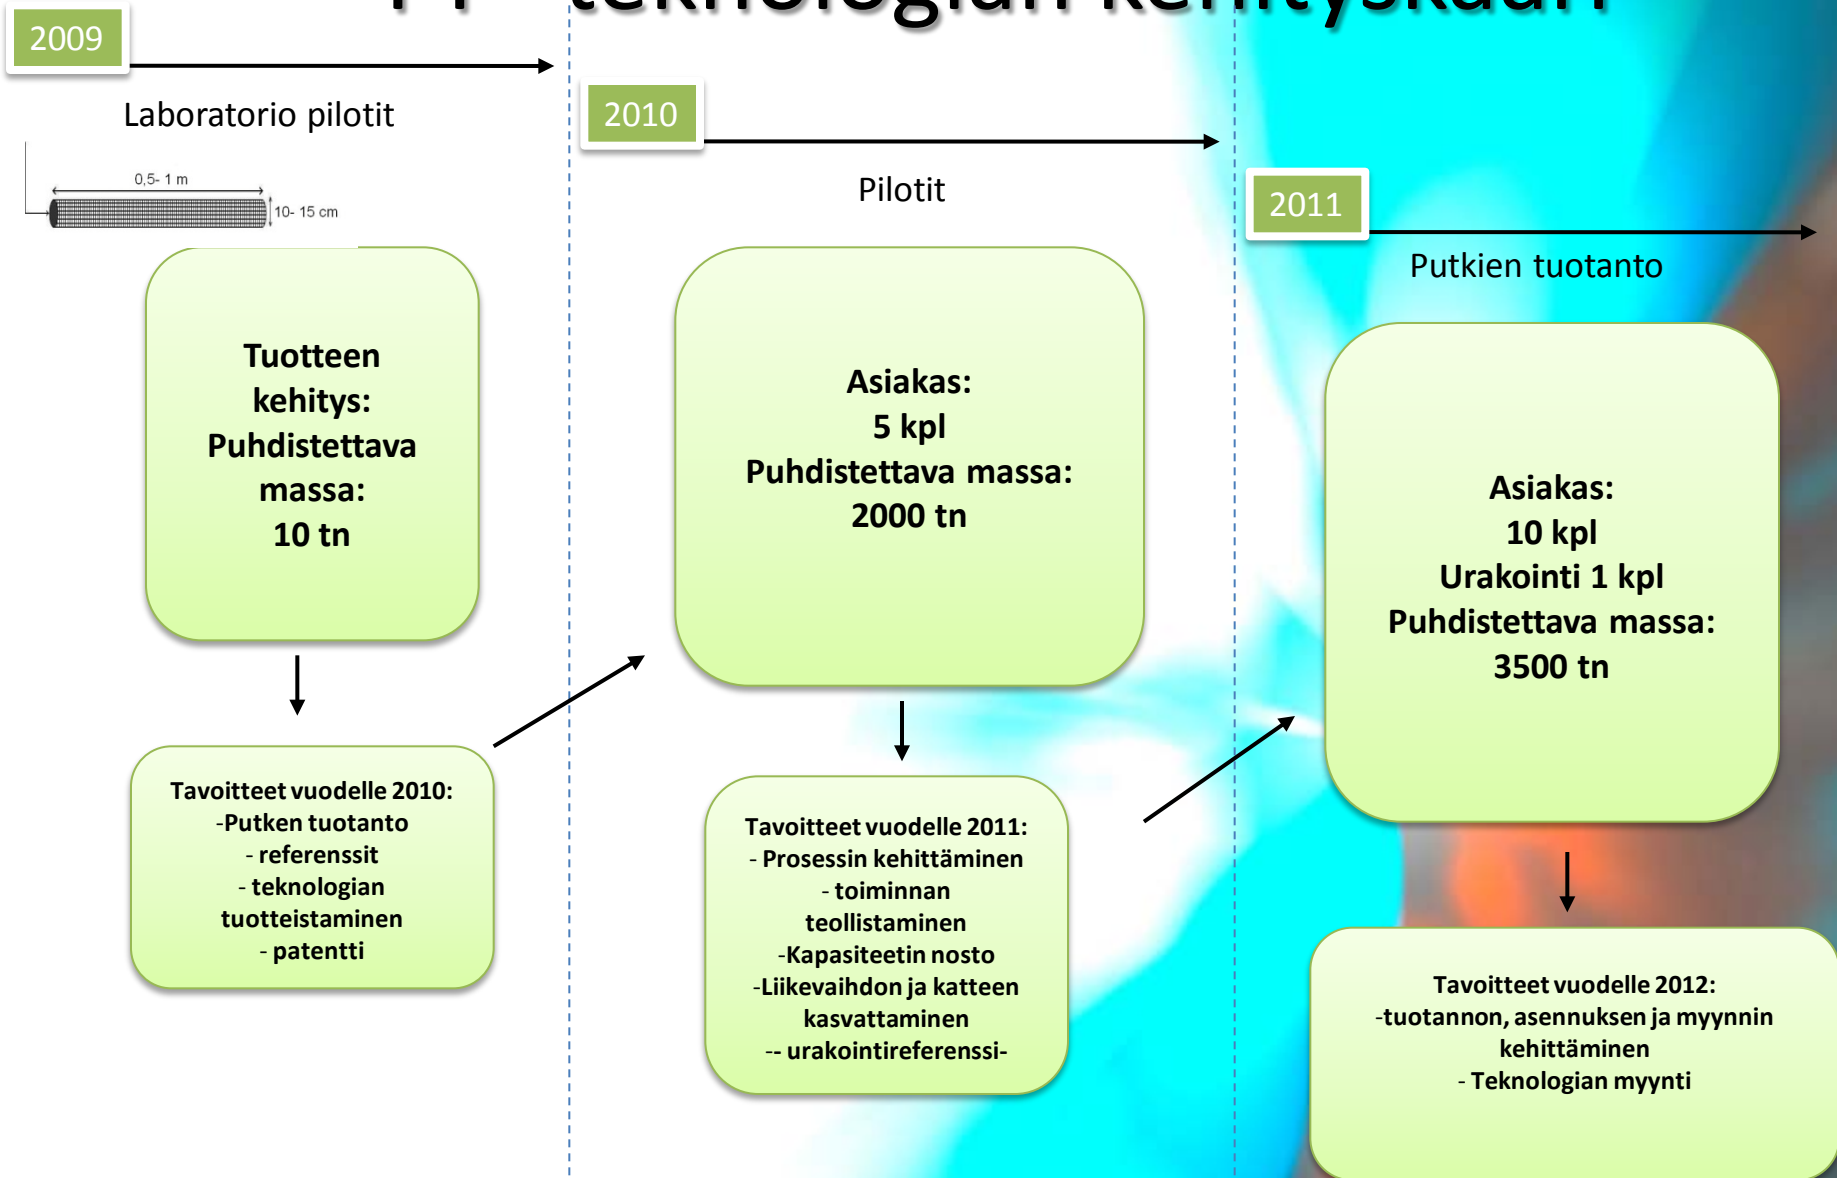 teknologian kehityskaari
2009
Laboratorio pilotit
0,5- 1 m
10- 15 cm
Tuotteen
kehitys:
Puhdistettava
massa:
10 tn
Tavoitteet vuodelle 2010:
-Putken tuotanto
- referenssit
- teknologian
tuotteistaminen
- patentti
2010
Pilotit
Asiakas:
5 kpl
Puhdistettava massa:
2000 tn
Tavoitteet vuodelle 2011:
- Prosessin kehittäminen
- toiminnan
teollistaminen
-Kapasiteetin nosto
-Liikevaihdon ja katteen
kasvattaminen
-- urakointireferenssi-
2011
Putkien tuotanto
Asiakas:
10 kpl
Urakointi 1 kpl
Puhdistettava massa:
3500 tn
Tavoitteet vuodelle 2012:
-tuotannon, asennuksen ja myynnin
kehittäminen
- Teknologian myynti